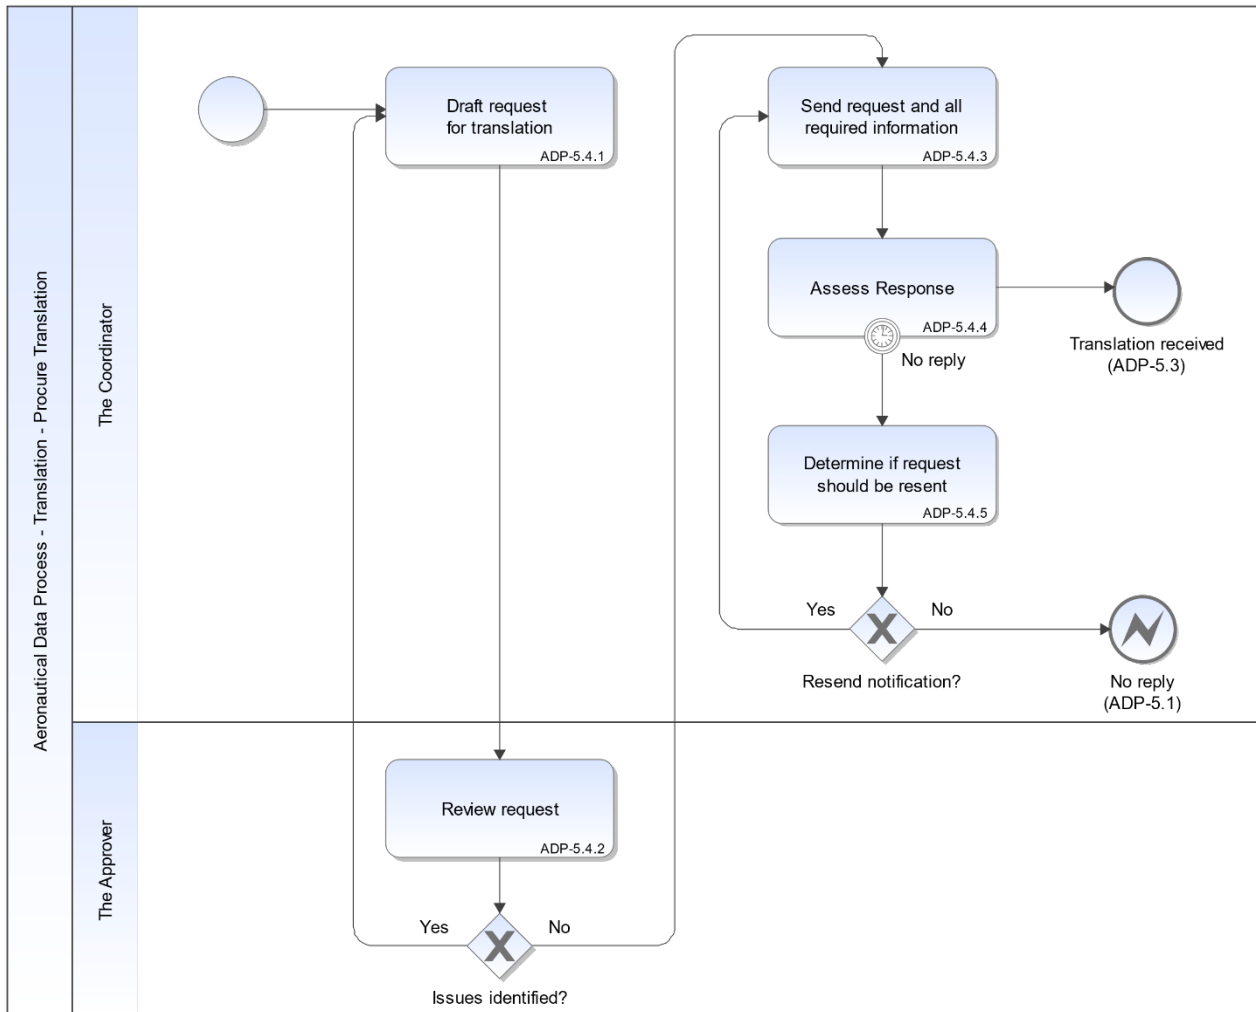 Aeronautical Data Process - Translation - Procure Translation
The Coordinator
Draft request
for translation
ADP-5.4.1
Send request and all
required information
ADP-5.4.3
Assess Response
ADP-5.4.4
No reply
Translation received
(ADP-5.3)
Determine if request
should be resent
ADP-5.4.5
Yes
No
X
Resend notification?
No reply
(ADP-5.1)
The Approver
Review request
ADP-5.4.2
Yes
No
X
Issues identified?